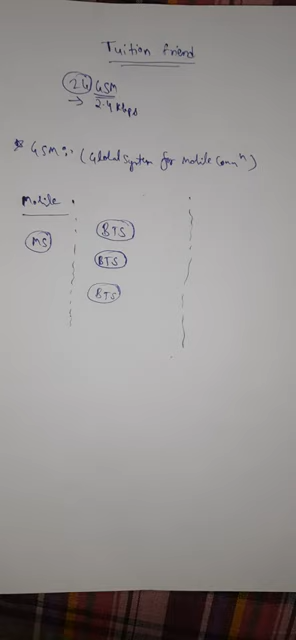 Tuition friend
2G GSM
→ 2.4 Kbps
* GSM :- (Global System for Mobile Commⁿ)
Mobile
MS
BTS
BTS
BTS